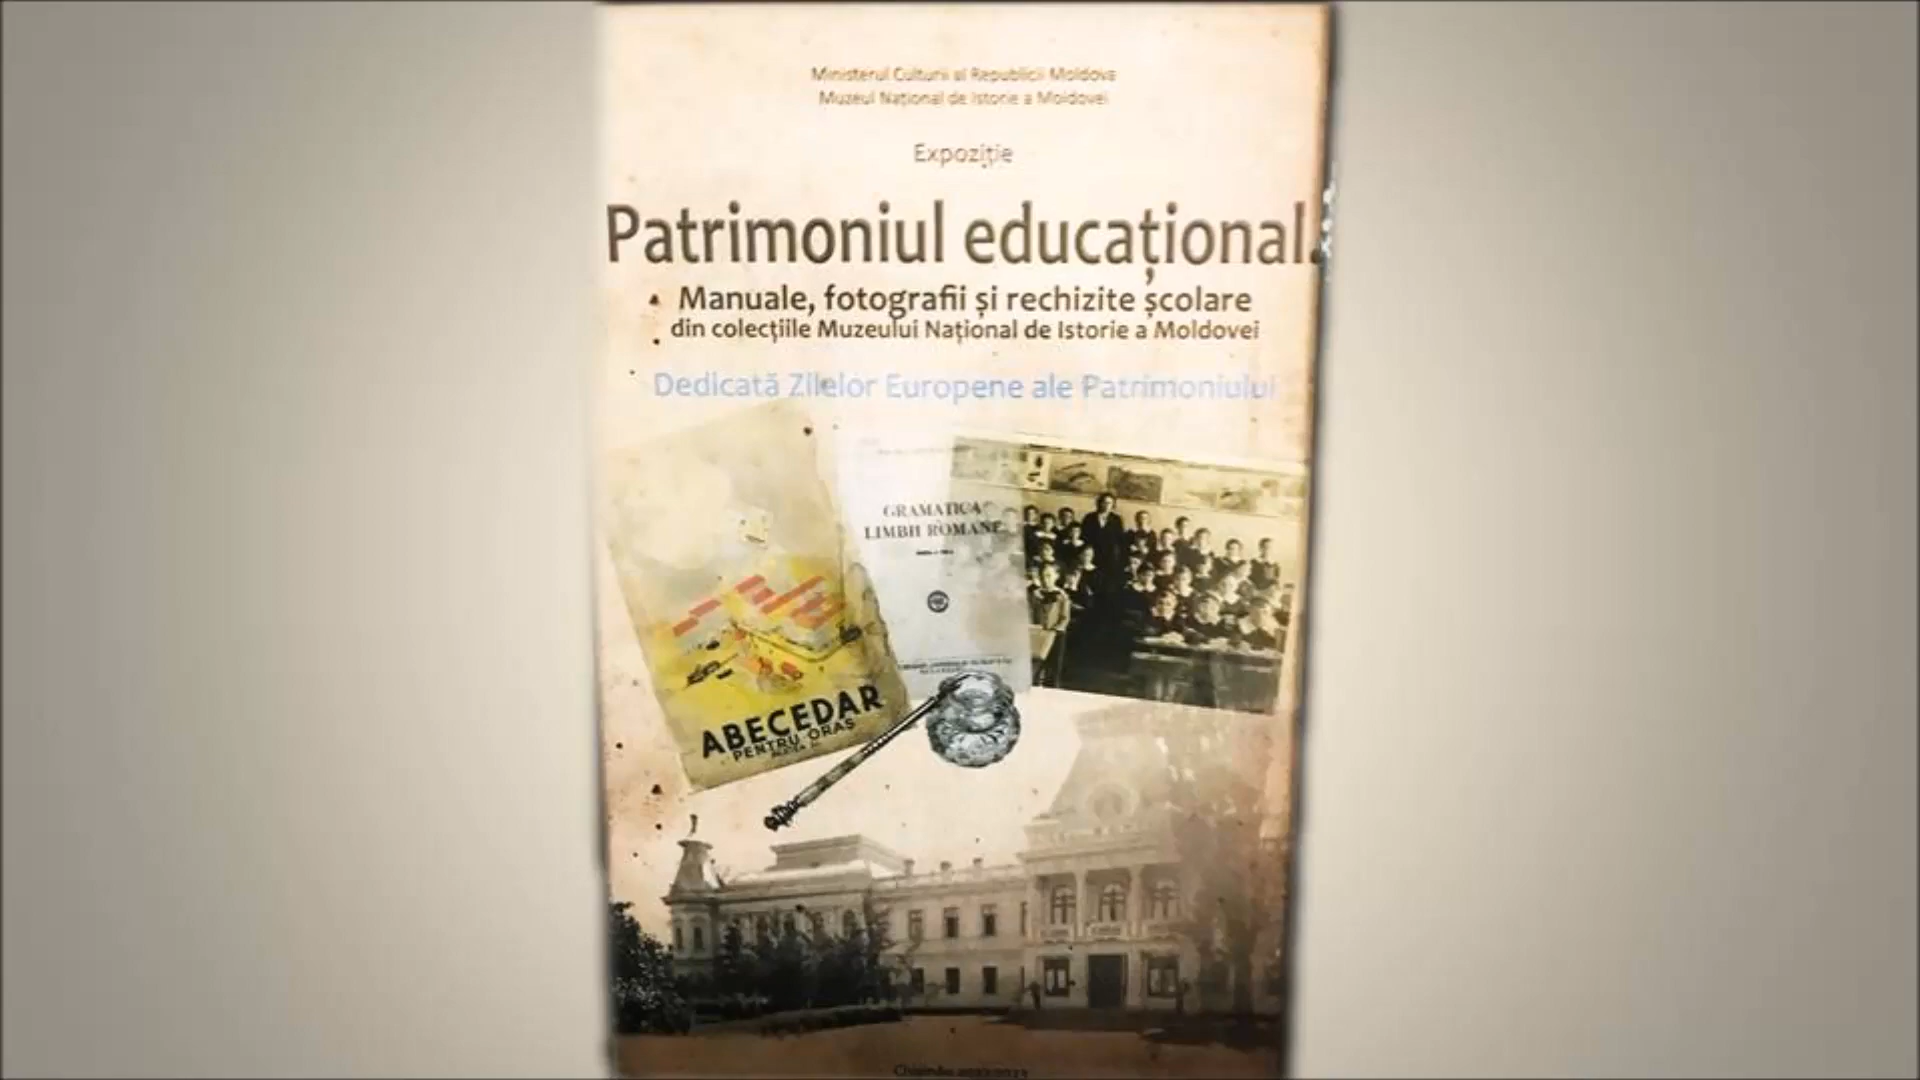 Ministerul Culturii al Republicii Moldova
Muzeul Național de Istorie a Moldovei
Expoziție
Patrimoniul educațional.
Manuale, fotografii și rechizite școlare
din colecțiile Muzeului Național de Istorie a Moldovei
Dedicată Zilelor Europene ale Patrimoniului
GRAMATICA
LIMBII ROMANE
ABECEDAR
PENTRU ORAȘ